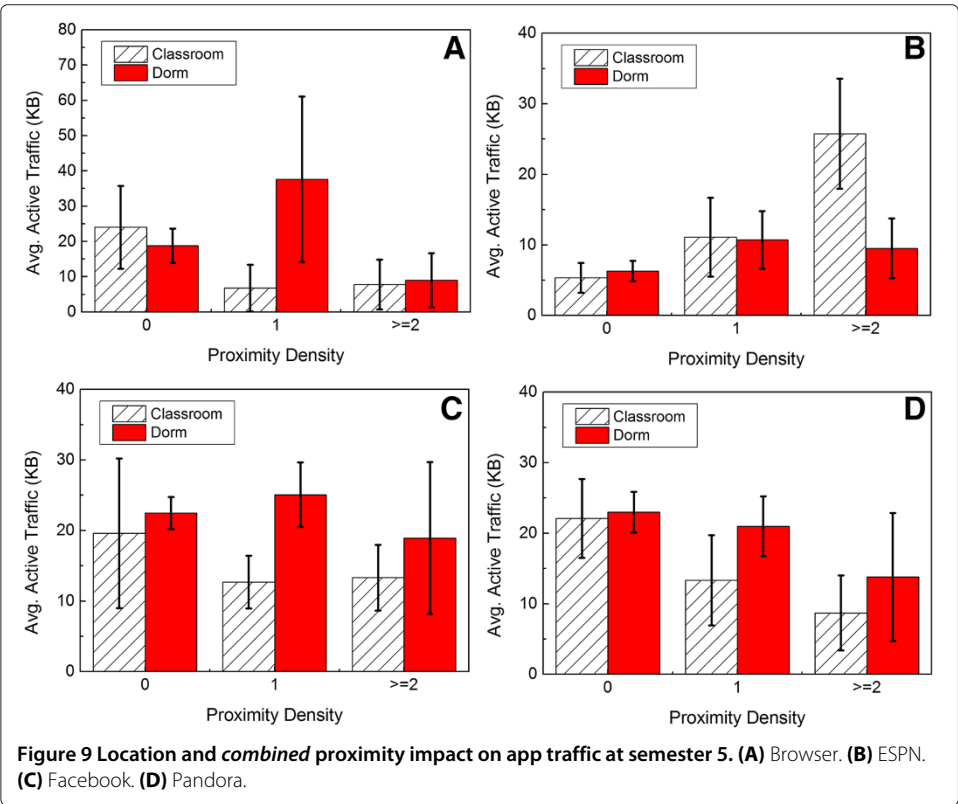 A
Classroom
Dorm
Avg. Active Traffic (KB)
80
70
60
50
40
30
20
10
0
0 1 >=2
Proximity Density
B
Classroom
Dorm
Avg. Active Traffic (KB)
40
30
20
10
0
0 1 >=2
Proximity Density
C
Classroom
Dorm
Avg. Active Traffic (KB)
40
30
20
10
0
0 1 >=2
Proximity Density
D
Classroom
Dorm
Avg. Active Traffic (KB)
40
30
20
10
0
0 1 >=2
Proximity Density
Figure 9 Location and combined proximity impact on app traffic at semester 5. (A) Browser. (B) ESPN.
(C) Facebook. (D) Pandora.